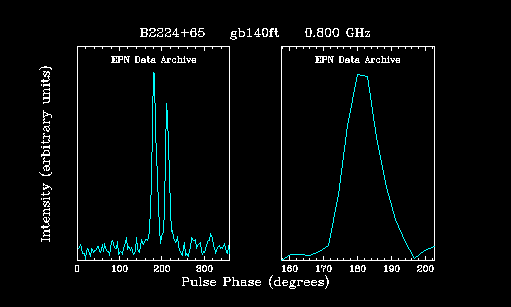 B2224+65 gb140ft 0.800 GHz
EPN Data Archive EPN Data Archive
Intensity (arbitrary units)
0 100 200 300 160 170 180 190 200
Pulse Phase (degrees)